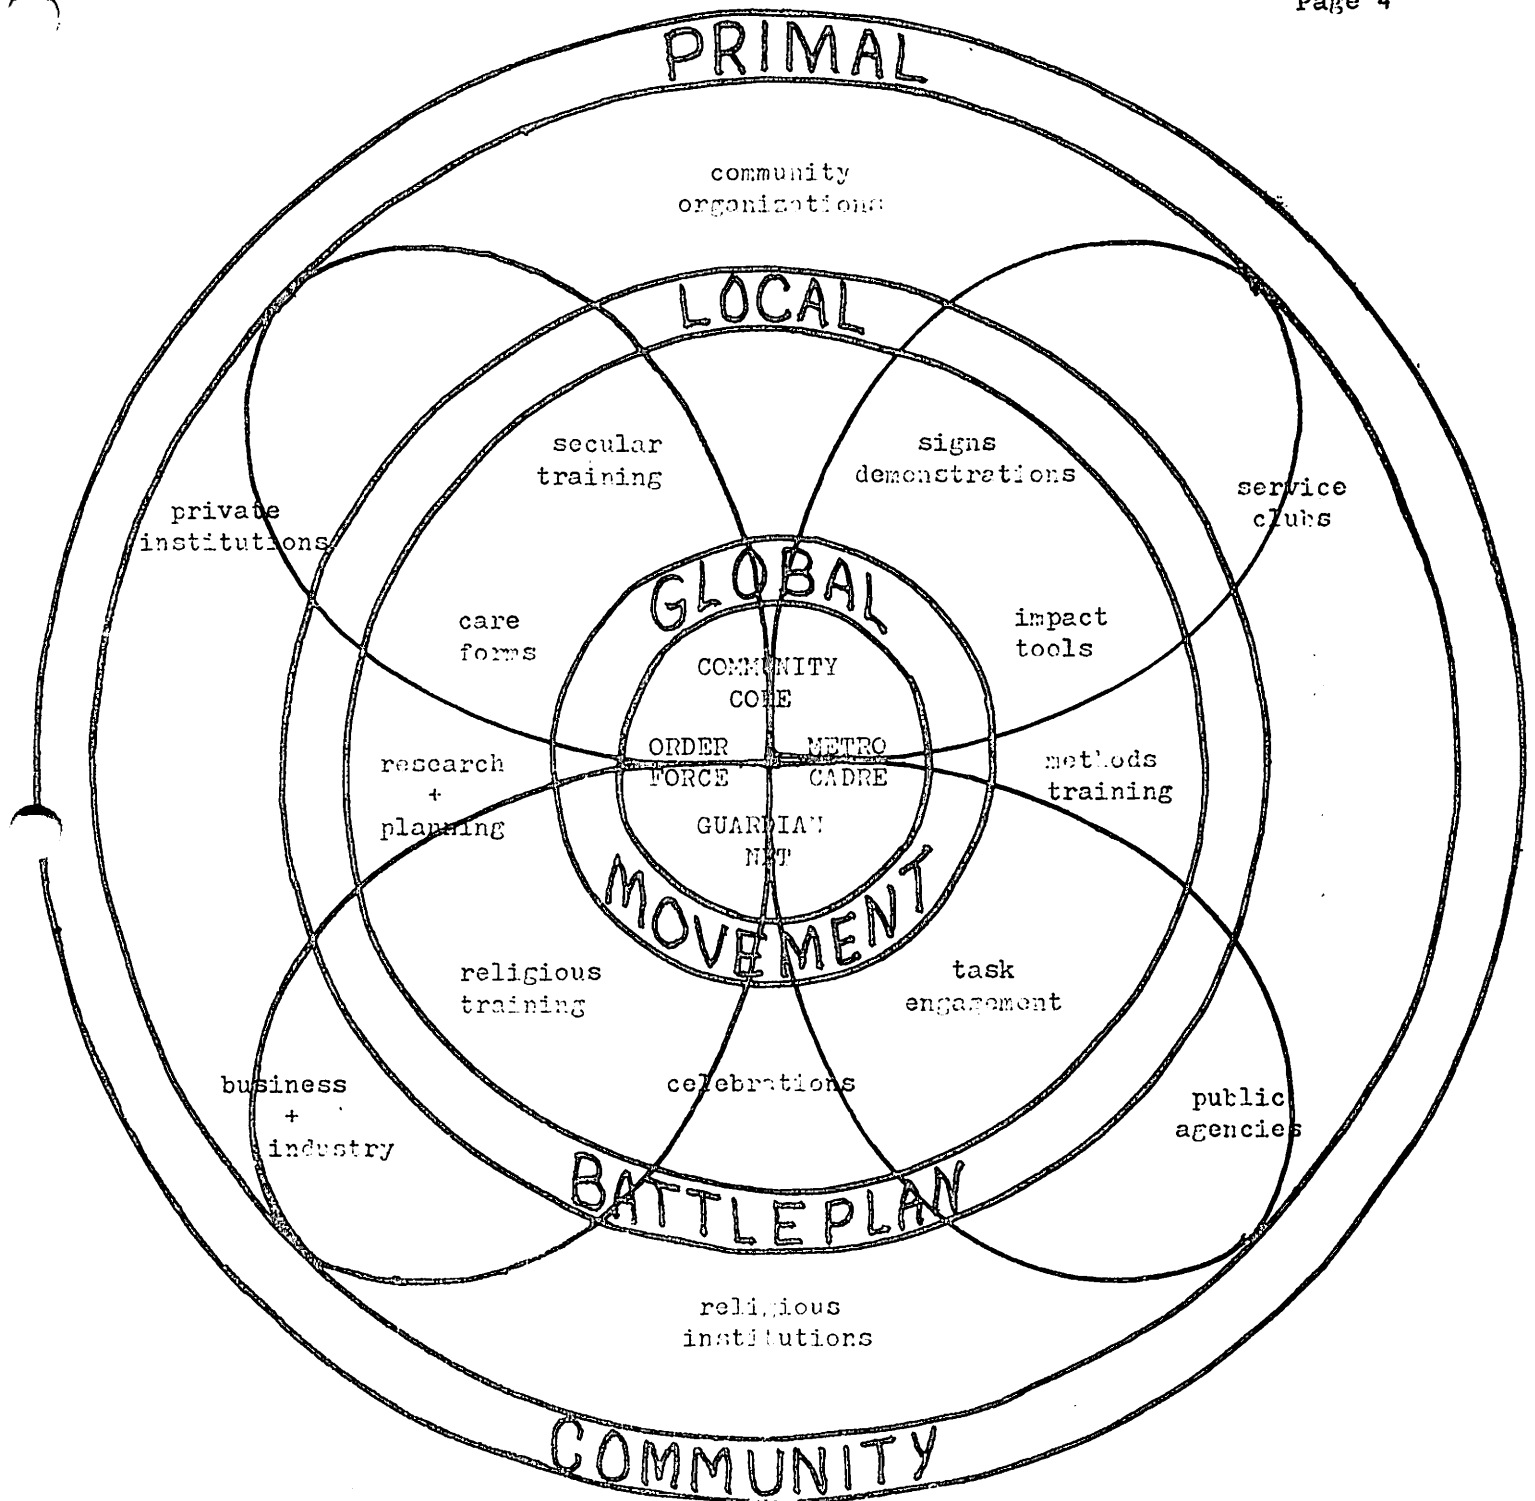 Page 4
PRIMAL
community
organizations
LOCAL
secular
training
signs
demonstrations
private
institutions
service
clubs
GLOBAL
care
forms
impact
tools
COMMUNITY
CORE
ORDER
FORCE
METRO
CADRE
research
+
planning
methods
training
GUARDIAN
NET
MOVEMENT
religious
training
task
engagement
celebrations
business
+
industry
public
agencies
BATTLEPLAN
religious
institutions
COMMUNITY